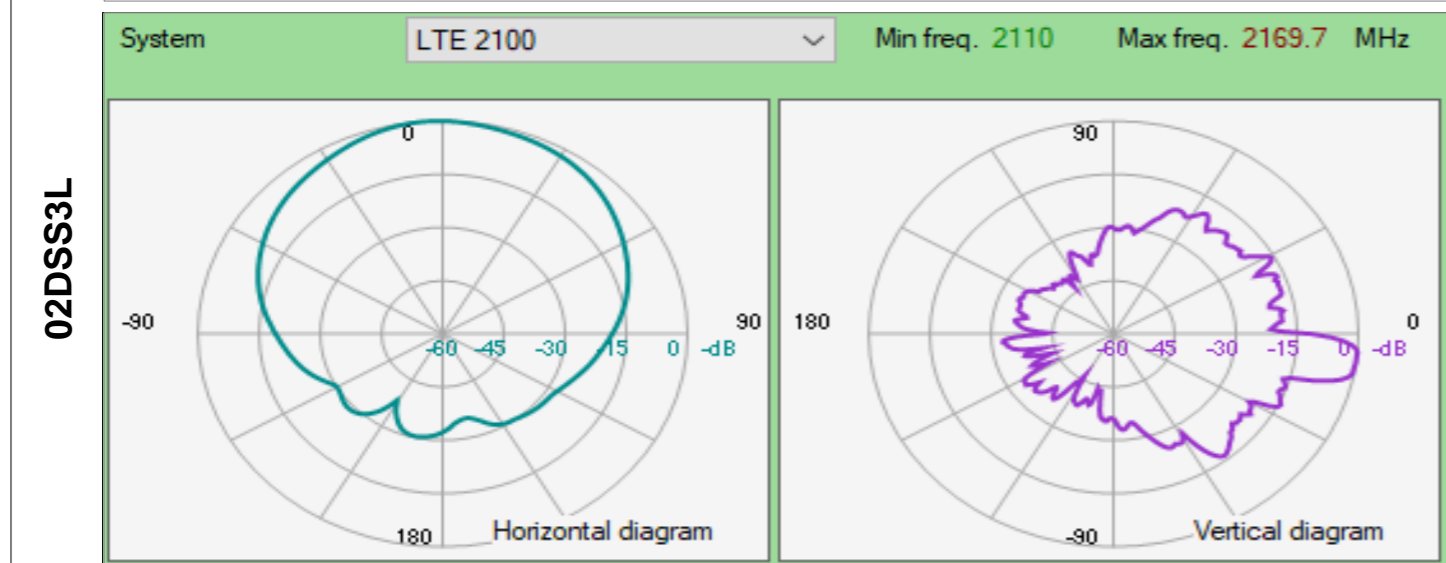 02DSS3L
System LTE 2100 Min freq. 2110 Max freq. 2169.7 MHz
0
-90 90
-60 -45 -30 -15 0 -dB
180 Horizontal diagram
90
180 0
-60 -45 -30 -15 0 -dB
-90 Vertical diagram